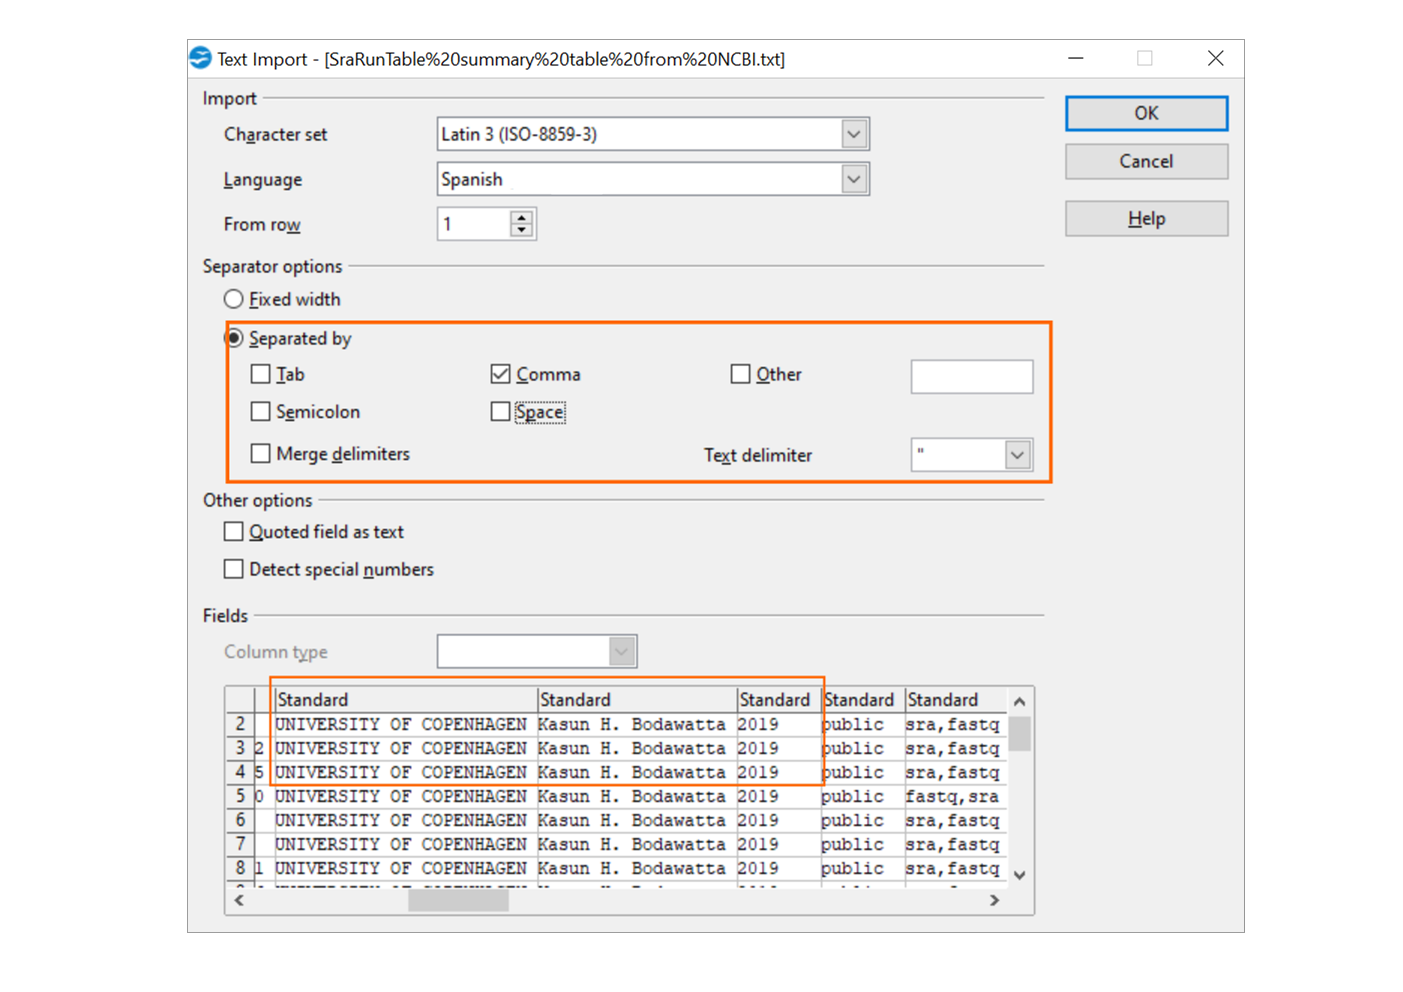 Text Import - [SraRunTable%20summary%20table%20from%20NCBI.txt]
Import
OK
Character set Latin 3 (ISO-8859-3)
Cancel
Language Spanish
From row 1
Help
Separator options
Fixed width
Separated by
Tab Comma Other
Semicolon Space
Merge delimiters Text delimiter "
Other options
Quoted field as text
Detect special numbers
Fields
Column type
Standard Standard Standard Standard Standard
2 UNIVERSITY OF COPENHAGEN Kasun H. Bodawatta 2019 public sra,fastq
3 2 UNIVERSITY OF COPENHAGEN Kasun H. Bodawatta 2019 public sra,fastq
4 5 UNIVERSITY OF COPENHAGEN Kasun H. Bodawatta 2019 public sra,fastq
5 0 UNIVERSITY OF COPENHAGEN Kasun H. Bodawatta 2019 public fastq,sra
6 UNIVERSITY OF COPENHAGEN Kasun H. Bodawatta 2019 public sra,fastq
7 UNIVERSITY OF COPENHAGEN Kasun H. Bodawatta 2019 public sra,fastq
8 1 UNIVERSITY OF COPENHAGEN Kasun H. Bodawatta 2019 public sra,fastq